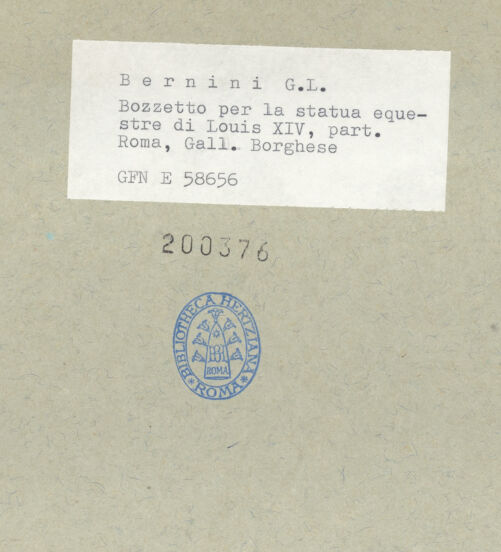 Bernini G.L.
Bozzetto per la statua eque-
stre di Louis XIV, part.
Roma, Gall. Borghese
GFN E 58656
200376
BIBLIOTHECA HERTZIANA
ROMA
* ROMA *